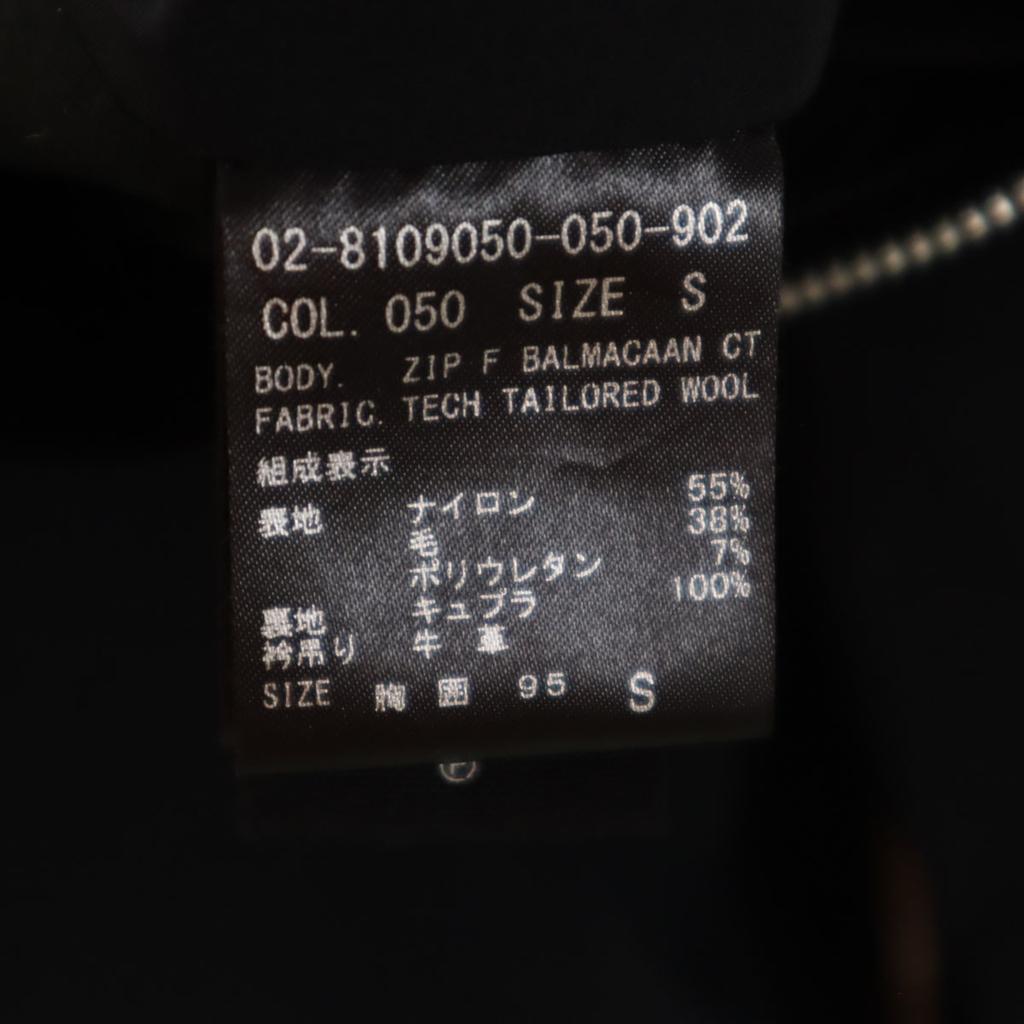 02-8109050-050-902
COL. 050 SIZE S
BODY. ZIP F BALMACAAN CT
FABRIC. TECH TAILORED WOOL
組成表示
表地 ナイロン 55%
毛 38%
ポリウレタン 7%
裏地 キュプラ 100%
衿吊り 牛 革
SIZE 胸 囲 95 S
Ⓟ